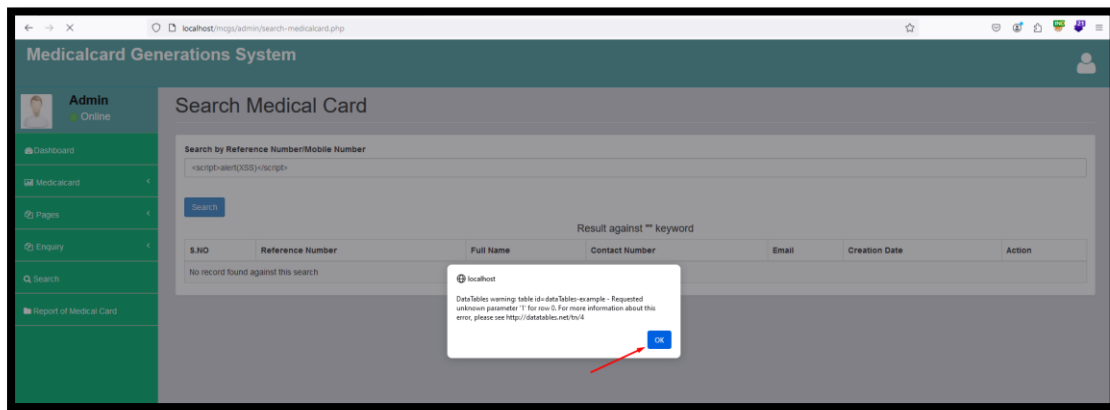 localhost/mcgs/admin/search-medicalcard.php
21
Medicalcard Generations System
Admin
Online
Search Medical Card
Dashboard
Medicalcard
Pages
Enquiry
Search
Report of Medical Card
Search by Reference Number/Mobile Number
<script>alert(XSS)</script>
Search
Result against "" keyword
S.NO Reference Number Full Name Contact Number Email Creation Date Action
No record found against this search
localhost
DataTables warning: table id=dataTables-example - Requested
unknown parameter '1' for row 0. For more information about this
error, please see http://datatables.net/tn/4
OK